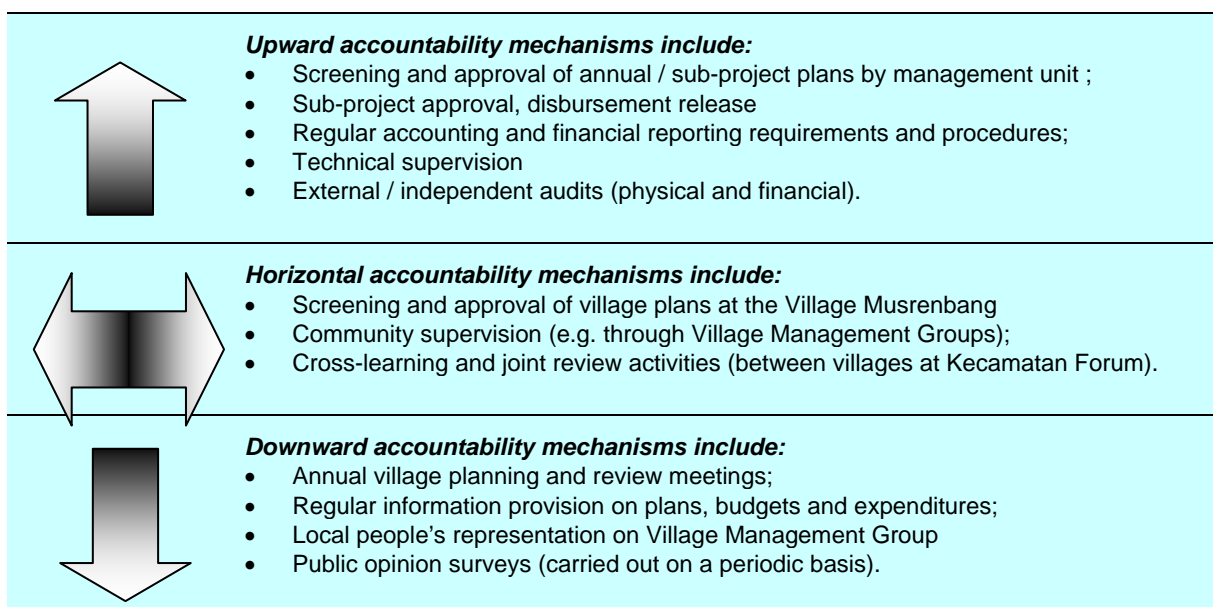 Upward accountability mechanisms include:
• Screening and approval of annual / sub-project plans by management unit ;
• Sub-project approval, disbursement release
• Regular accounting and financial reporting requirements and procedures;
• Technical supervision
• External / independent audits (physical and financial).
Horizontal accountability mechanisms include:
• Screening and approval of village plans at the Village Musrenbang
• Community supervision (e.g. through Village Management Groups);
• Cross-learning and joint review activities (between villages at Kecamatan Forum).
Downward accountability mechanisms include:
• Annual village planning and review meetings;
• Regular information provision on plans, budgets and expenditures;
• Local people's representation on Village Management Group
• Public opinion surveys (carried out on a periodic basis).